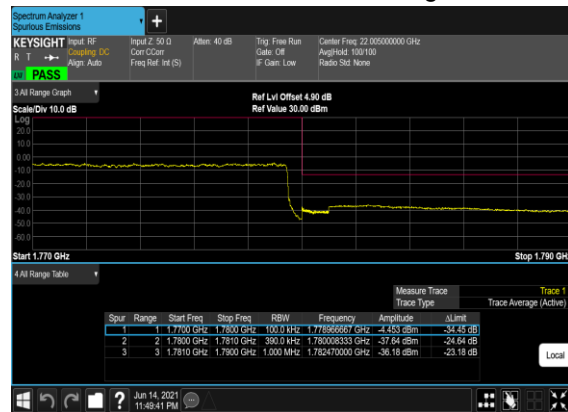 Spectrum Analyzer 1
Spurious Emissions
KEYSIGHT Input: RF Input Z: 50 Ω Atten: 40 dB Trig: Free Run Center Freq: 22.005000000 GHz
R T Coupling: DC Corr CCorr Gate: Off Avg|Hold: 100/100
Align: Auto Freq Ref: Int (S) IF Gain: Low Radio Std: None
PASS
3 All Range Graph
Ref Lvl Offset 4.90 dB
Scale/Div 10.0 dB Ref Value 30.00 dBm
Log
20.0
10.0
0.00
-10.0
-20.0
-30.0
-40.0
-50.0
-60.0
Start 1.770 GHz Stop 1.790 GHz
4 All Range Table
Measure Trace Trace 1
Trace Type Trace Average (Active)
Spur Range Start Freq Stop Freq RBW Frequency Amplitude ΔLimit
1 1 1.7700 GHz 1.7800 GHz 100.0 kHz 1.778966667 GHz -4.453 dBm -34.45 dB
2 2 1.7800 GHz 1.7810 GHz 390.0 kHz 1.780008333 GHz -37.64 dBm -24.64 dB
3 3 1.7810 GHz 1.7900 GHz 1.000 MHz 1.782470000 GHz -36.18 dBm -23.18 dB
Local
Jun 14, 2021
11:49:41 PM